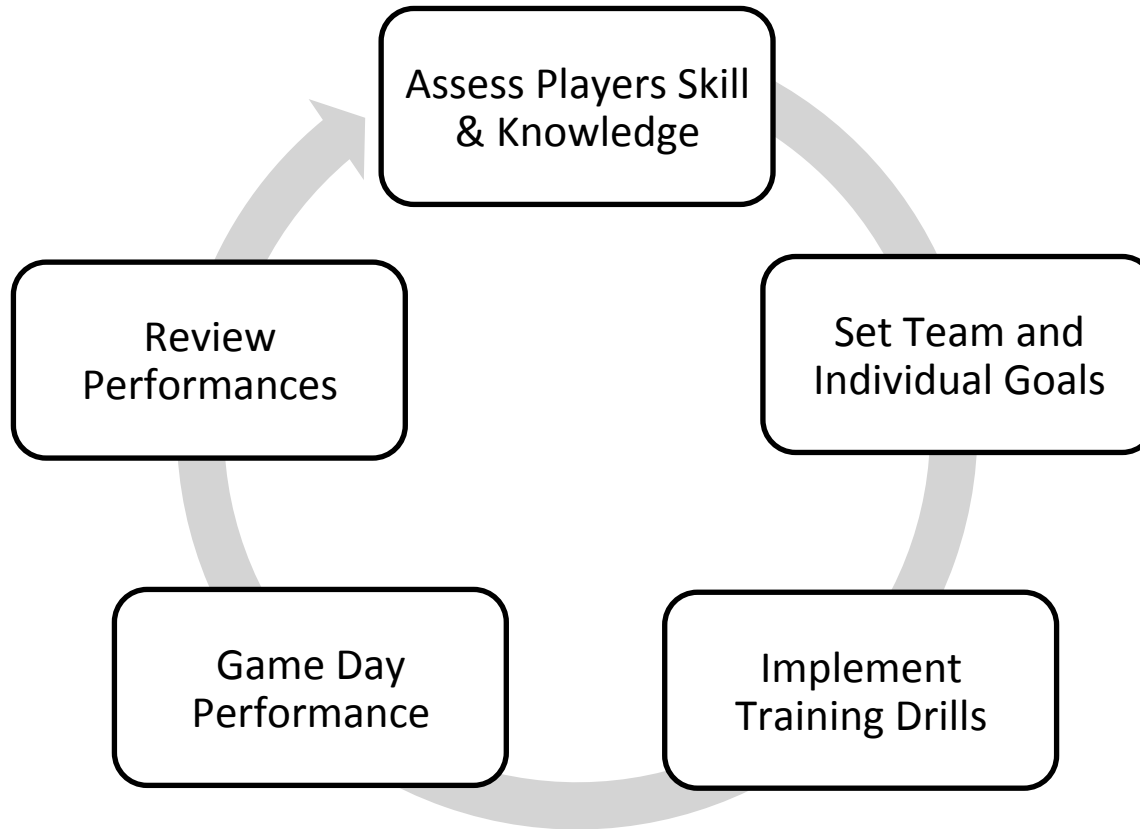 Assess Players Skill
& Knowledge
Set Team and
Individual Goals
Implement
Training Drills
Game Day
Performance
Review
Performances